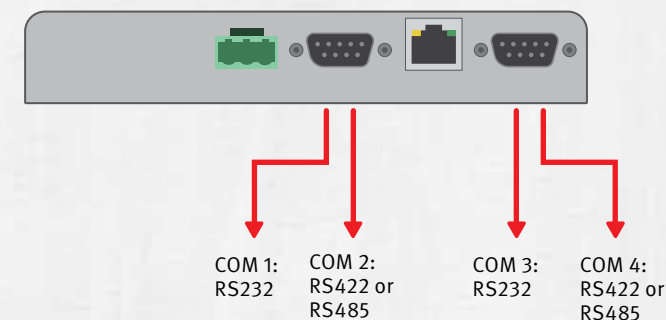 COM 1:
RS232
COM 2:
RS422 or
RS485
COM 3:
RS232
COM 4:
RS422 or
RS485